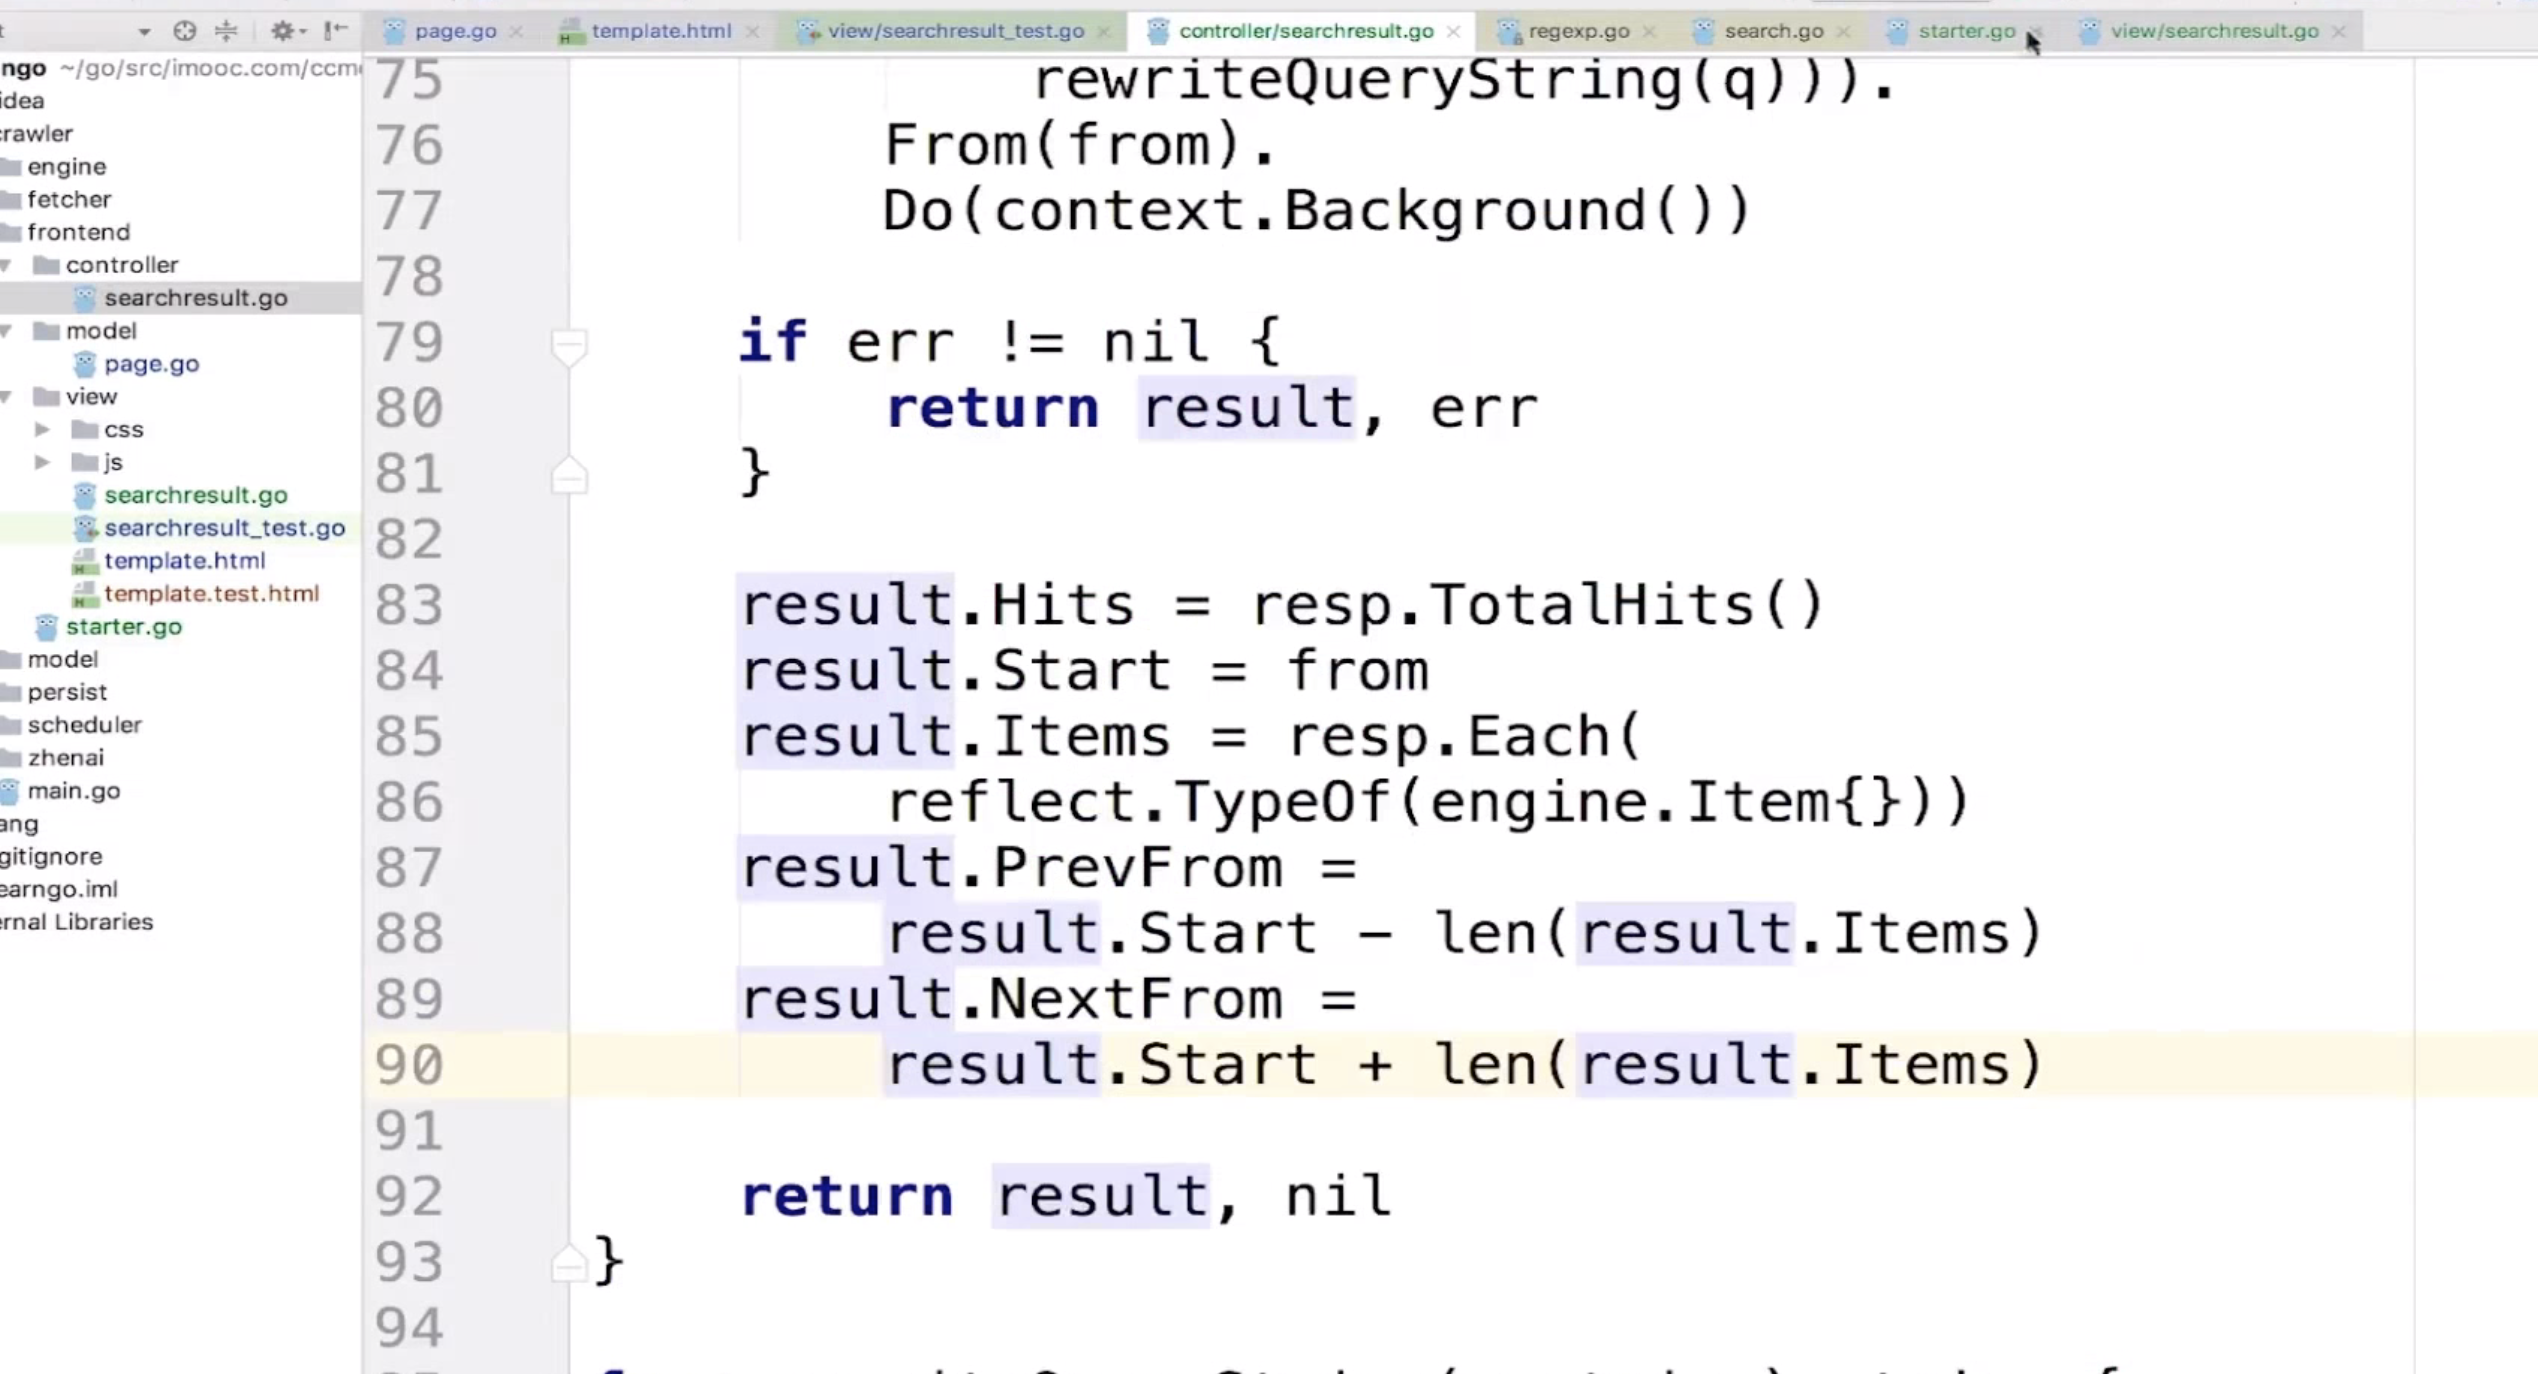 t
page.go
template.html
view/searchresult_test.go
controller/searchresult.go
regexp.go
search.go
starter.go
view/searchresult.go
ngo ~/go/src/imooc.com/ccm
idea
crawler
engine
fetcher
frontend
controller
searchresult.go
model
page.go
view
css
js
searchresult.go
searchresult_test.go
template.html
template.test.html
starter.go
model
persist
scheduler
zhenai
main.go
ang
gitignore
earngo.iml
ernal Libraries
75 rewriteQueryString(q))).
76 From(from).
77 Do(context.Background())
78
79 if err != nil {
80 return result, err
81 }
82
83 result.Hits = resp.TotalHits()
84 result.Start = from
85 result.Items = resp.Each(
86 reflect.TypeOf(engine.Item{}))
87 result.PrevFrom =
88 result.Start - len(result.Items)
89 result.NextFrom =
90 result.Start + len(result.Items)
91
92 return result, nil
93 }
94